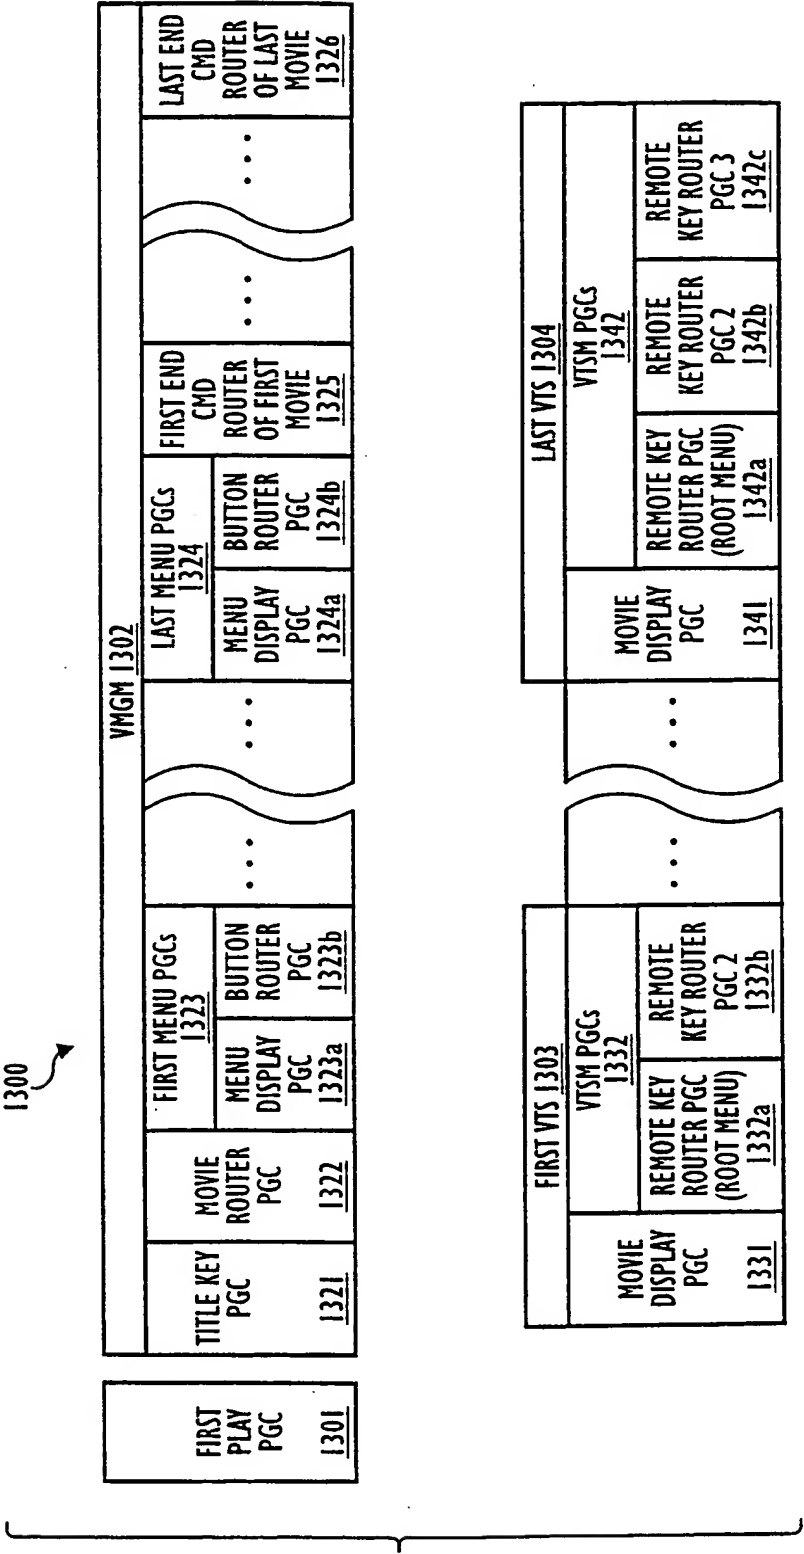 1300
FIRST
PLAY
PGC
1301
VMGM 1302
TITLE KEY
PGC
1321
MOVIE
ROUTER
PGC
1322
FIRST MENU PGCs
1323
MENU
DISPLAY
PGC
1323a
BUTTON
ROUTER
PGC
1323b
...
...
LAST MENU PGCs
1324
MENU
DISPLAY
PGC
1324a
BUTTON
ROUTER
PGC
1324b
FIRST END
CMD
ROUTER
OF FIRST
MOVIE
1325
...
...
LAST END
CMD
ROUTER
OF LAST
MOVIE
1326
FIRST VTS 1303
MOVIE
DISPLAY
PGC
1331
VTSM PGCs
1332
REMOTE KEY
ROUTER PGC
(ROOT MENU)
1332a
REMOTE
KEY ROUTER
PGC 2
1332b
...
...
LAST VTS 1304
MOVIE
DISPLAY
PGC
1341
VTSM PGCs
1342
REMOTE KEY
ROUTER PGC
(ROOT MENU)
1342a
REMOTE
KEY ROUTER
PGC 2
1342b
REMOTE
KEY ROUTER
PGC 3
1342c